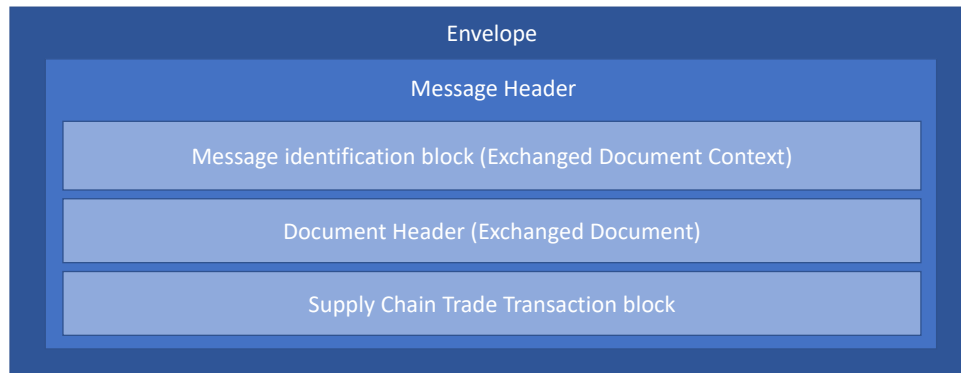 Envelope
Message Header
Message identification block (Exchanged Document Context)
Document Header (Exchanged Document)
Supply Chain Trade Transaction block